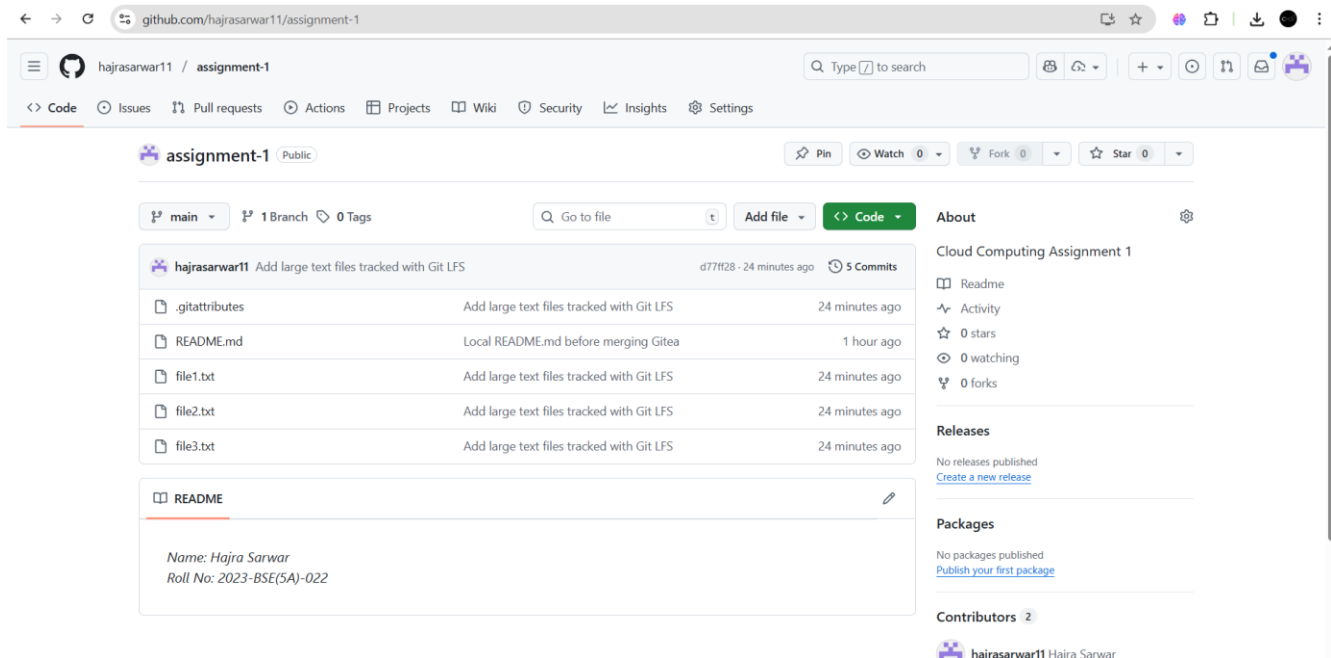 github.com/hajrasarwar11/assignment-1
hajrasarwar11 / assignment-1
Type / to search
Code Issues Pull requests Actions Projects Wiki Security Insights Settings
assignment-1 Public
Pin Watch 0 Fork 0 Star 0
main 1 Branch 0 Tags Go to file t Add file Code
hajrasarwar11 Add large text files tracked with Git LFS d77ff28 · 24 minutes ago 5 Commits
.gitattributes Add large text files tracked with Git LFS 24 minutes ago
README.md Local README.md before merging Gitea 1 hour ago
file1.txt Add large text files tracked with Git LFS 24 minutes ago
file2.txt Add large text files tracked with Git LFS 24 minutes ago
file3.txt Add large text files tracked with Git LFS 24 minutes ago
README
Name: Hajra Sarwar
Roll No: 2023-BSE(5A)-022
About
Cloud Computing Assignment 1
Readme
Activity
0 stars
0 watching
0 forks
Releases
No releases published
Create a new release
Packages
No packages published
Publish your first package
Contributors 2
hajrasarwar11 Hajra Sarwar